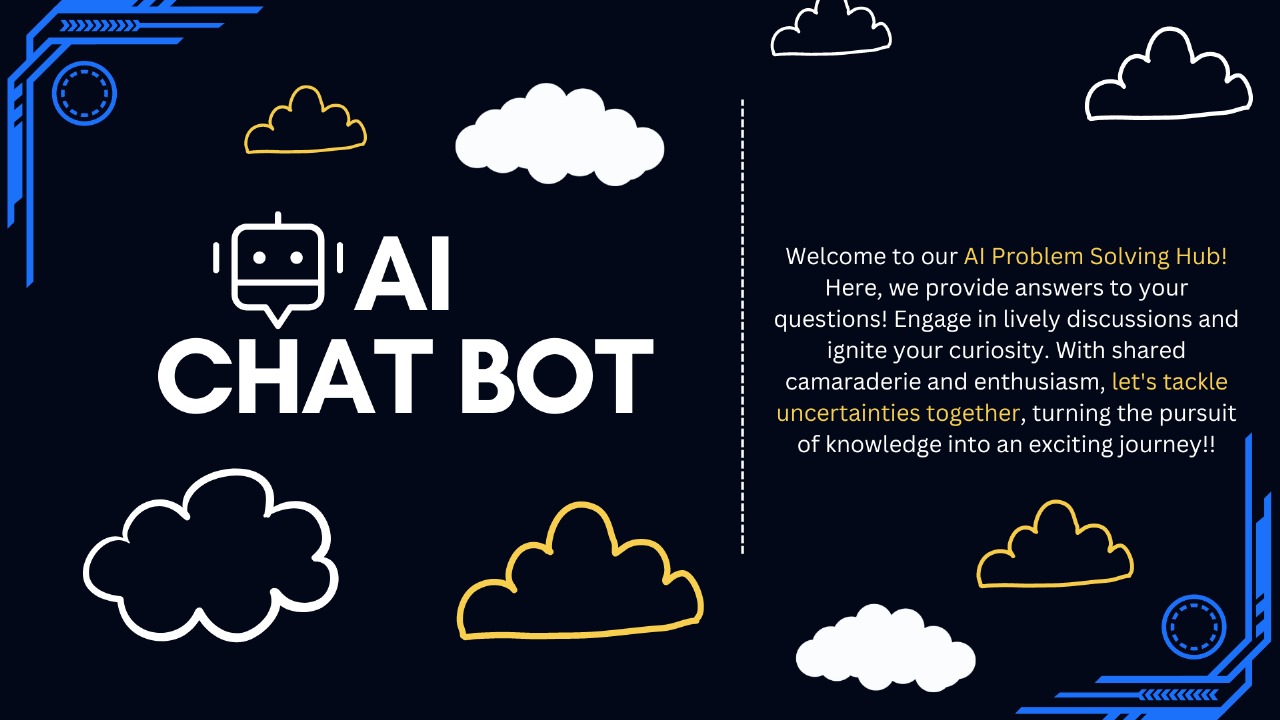 AI
CHAT BOT
Welcome to our AI Problem Solving Hub!
Here, we provide answers to your
questions! Engage in lively discussions and
ignite your curiosity. With shared
camaraderie and enthusiasm, let's tackle
uncertainties together, turning the pursuit
of knowledge into an exciting journey!!